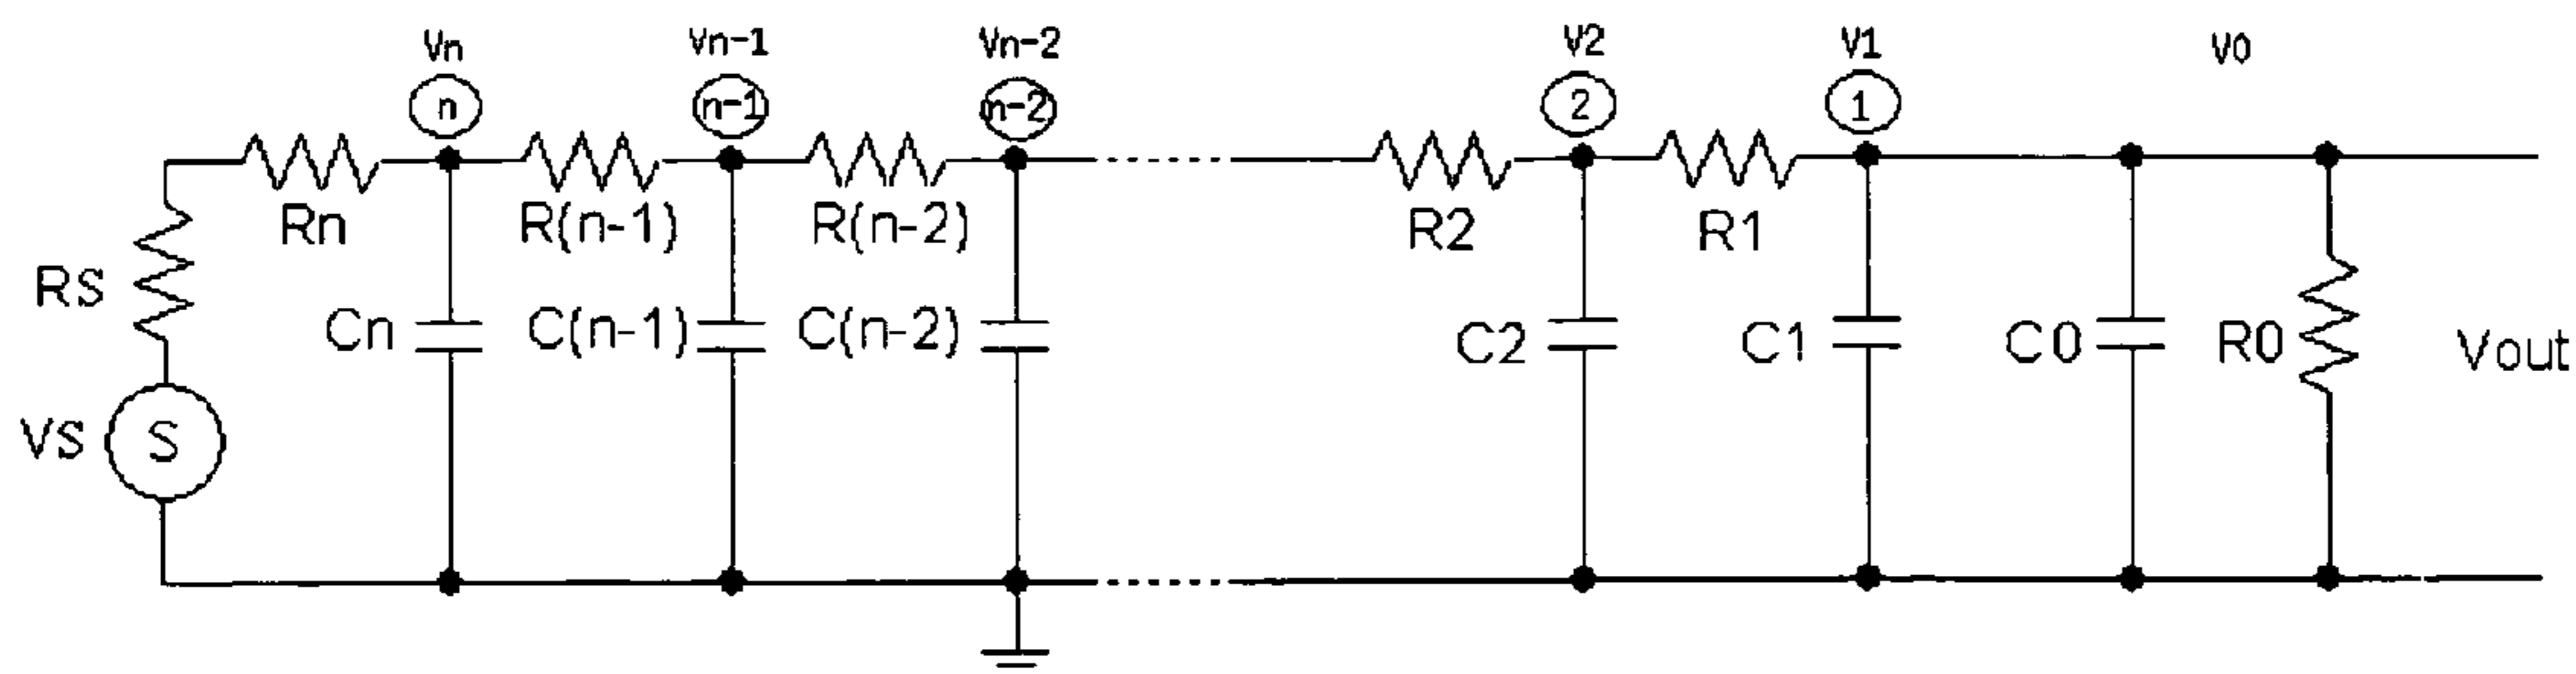 Vn Vn-1 Vn-2 V2 V1 V0
n n-1 n-2 2 1
Rn R(n-1) R(n-2) R2 R1
RS Cn C(n-1) C(n-2) C2 C1 C0 R0 Vout
VS S